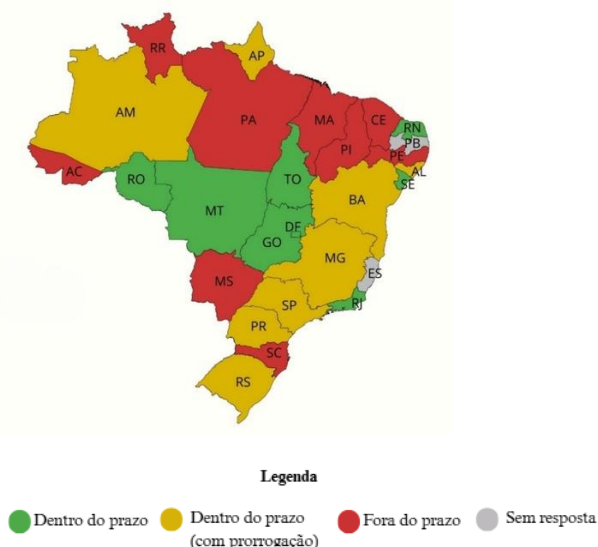 RR
AP
AM
PA
MA
CE
RN
PB
PI
PE
AL
SE
AC
RO
TO
BA
MT
DF
GO
MG
ES
MS
SP
RJ
PR
SC
RS
Legenda
Dentro do prazo
Dentro do prazo
(com prorrogação)
Fora do prazo
Sem resposta